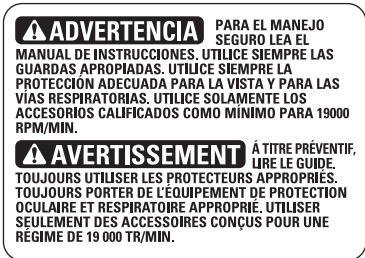 ADVERTENCIA PARA EL MANEJO
SEGURO LEA EL
MANUAL DE INSTRUCCIONES. UTILICE SIEMPRE LAS
GUARDAS APROPIADAS. UTILICE SIEMPRE LA
PROTECCIÓN ADECUADA PARA LA VISTA Y PARA LAS
VÍAS RESPIRATORIAS. UTILICE SOLAMENTE LOS
ACCESORIOS CALIFICADOS COMO MÍNIMO PARA 19000
RPM/MIN.
AVERTISSEMENT Á TITRE PRÉVENTIF,
LIRE LE GUIDE.
TOUJOURS UTILISER LES PROTECTEURS APPROPRIÉS.
TOUJOURS PORTER DE L'ÉQUIPEMENT DE PROTECTION
OCULAIRE ET RESPIRATOIRE APPROPRIÉ. UTILISER
SEULEMENT DES ACCESSOIRES CONÇUS POUR UNE
RÉGIME DE 19 000 TR/MIN.